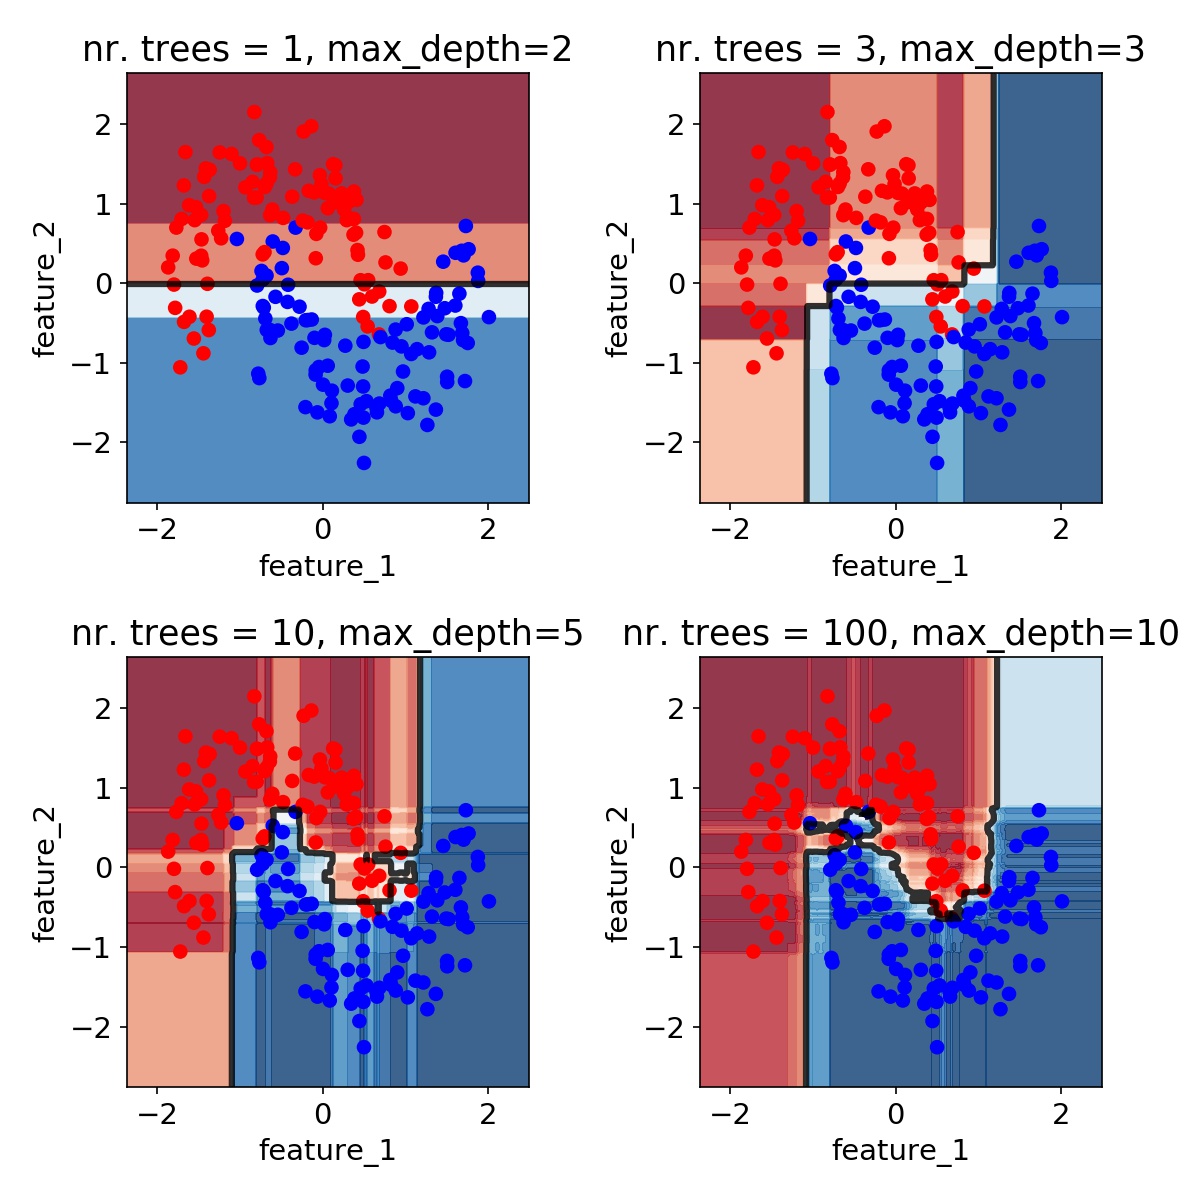 nr. trees = 1, max_depth=2
feature_2
2
1
0
−1
−2
−2 0 2
feature_1
nr. trees = 3, max_depth=3
feature_2
2
1
0
−1
−2
−2 0 2
feature_1
nr. trees = 10, max_depth=5
feature_2
2
1
0
−1
−2
−2 0 2
feature_1
nr. trees = 100, max_depth=10
feature_2
2
1
0
−1
−2
−2 0 2
feature_1